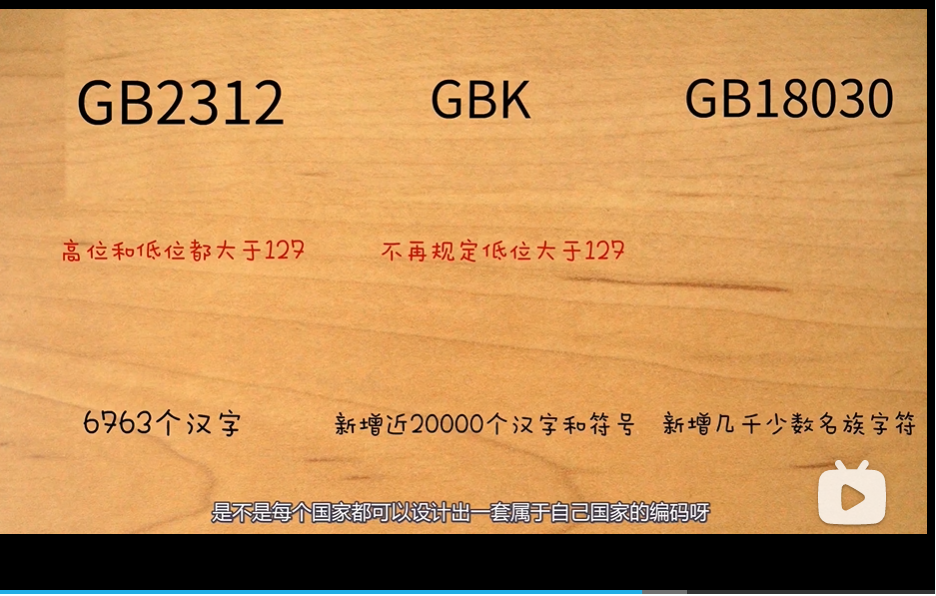 GB2312 GBK GB18030
高位和低位都大于127 不再规定低位大于127
6763个汉字 新增近20000个汉字和符号 新增几千少数名族字符
是不是每个国家都可以设计出一套属于自己国家的编码呀